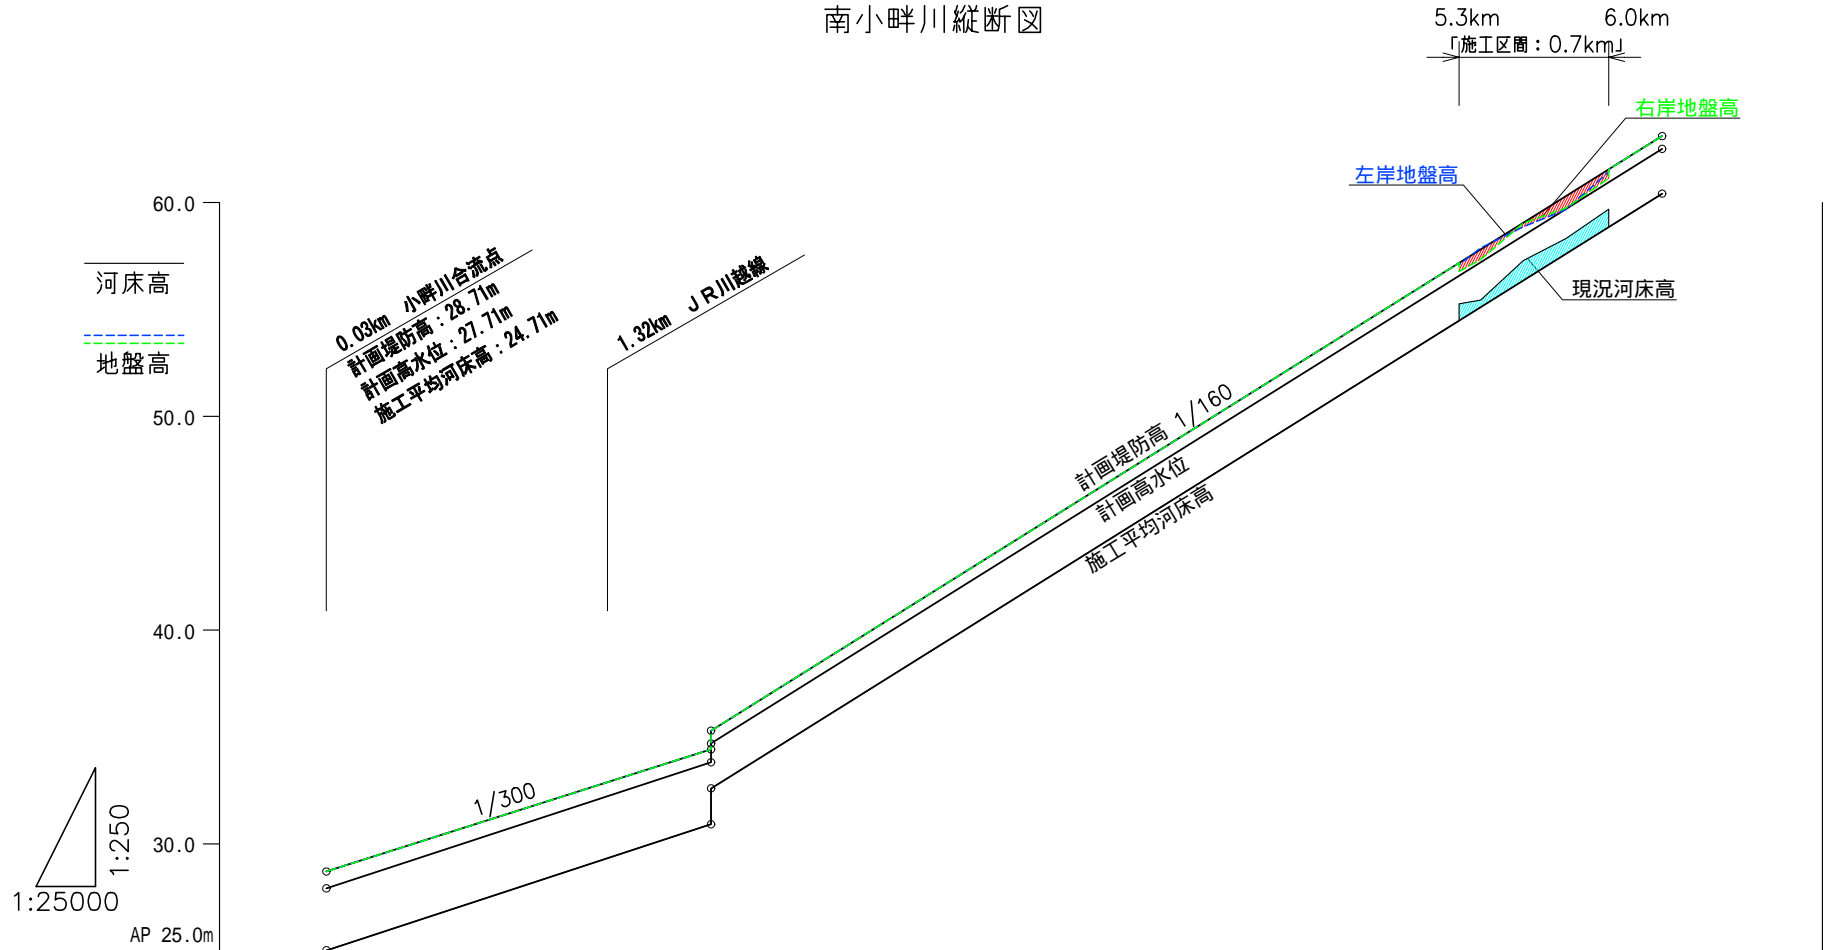 南小畔川縦断図
5.3km
6.0km
「施工区間：0.7km」
右岸地盤高
左岸地盤高
60.0
河床高
0.03km 小畔川合流点
計画堤防高：28.71m
計画高水位：27.71m
施工平均河床高：24.71m
1.32km ＪＲ川越線
現況河床高
地盤高
50.0
計画堤防高 1/160
計画高水位
施工平均河床高
40.0
1/300
30.0
1:250
1:25000
AP 25.0m